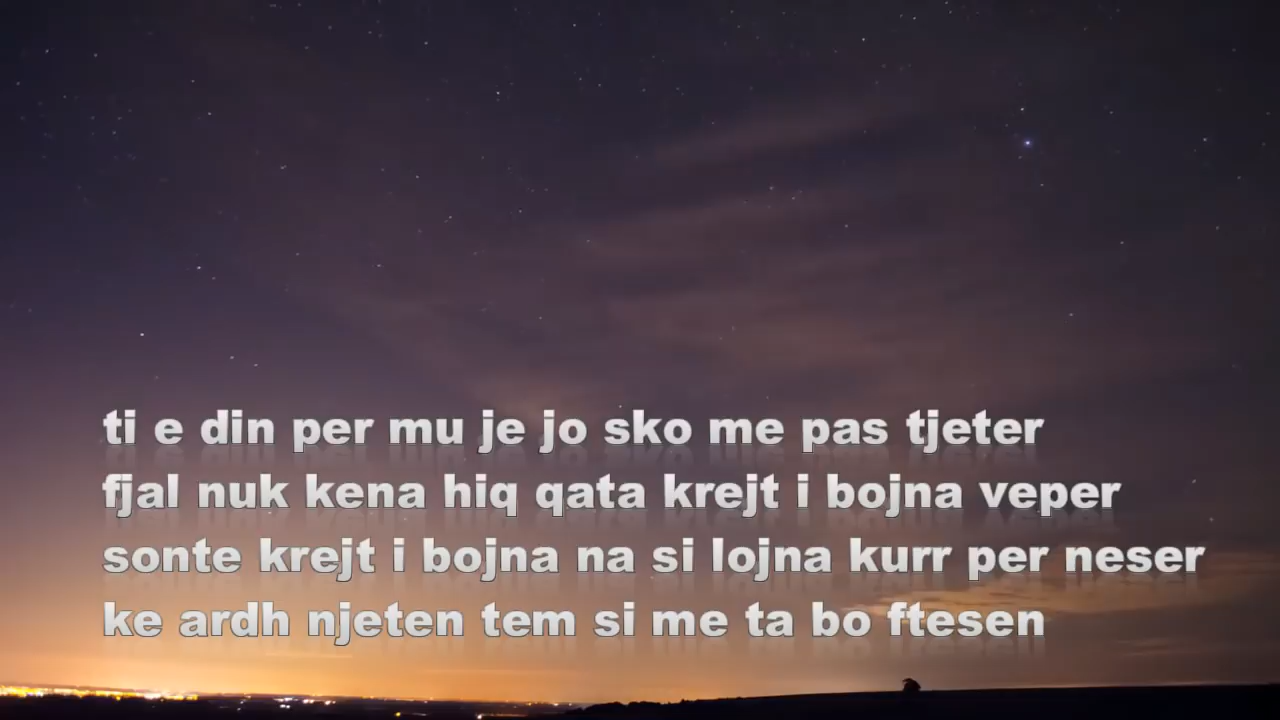 ti e din per mu je jo sko me pas tjeter
fjal nuk kena hiq qata krejt i bojna veper
sonte krejt i bojna na si lojna kurr per neser
ke ardh njeten tem si me ta bo ftesen